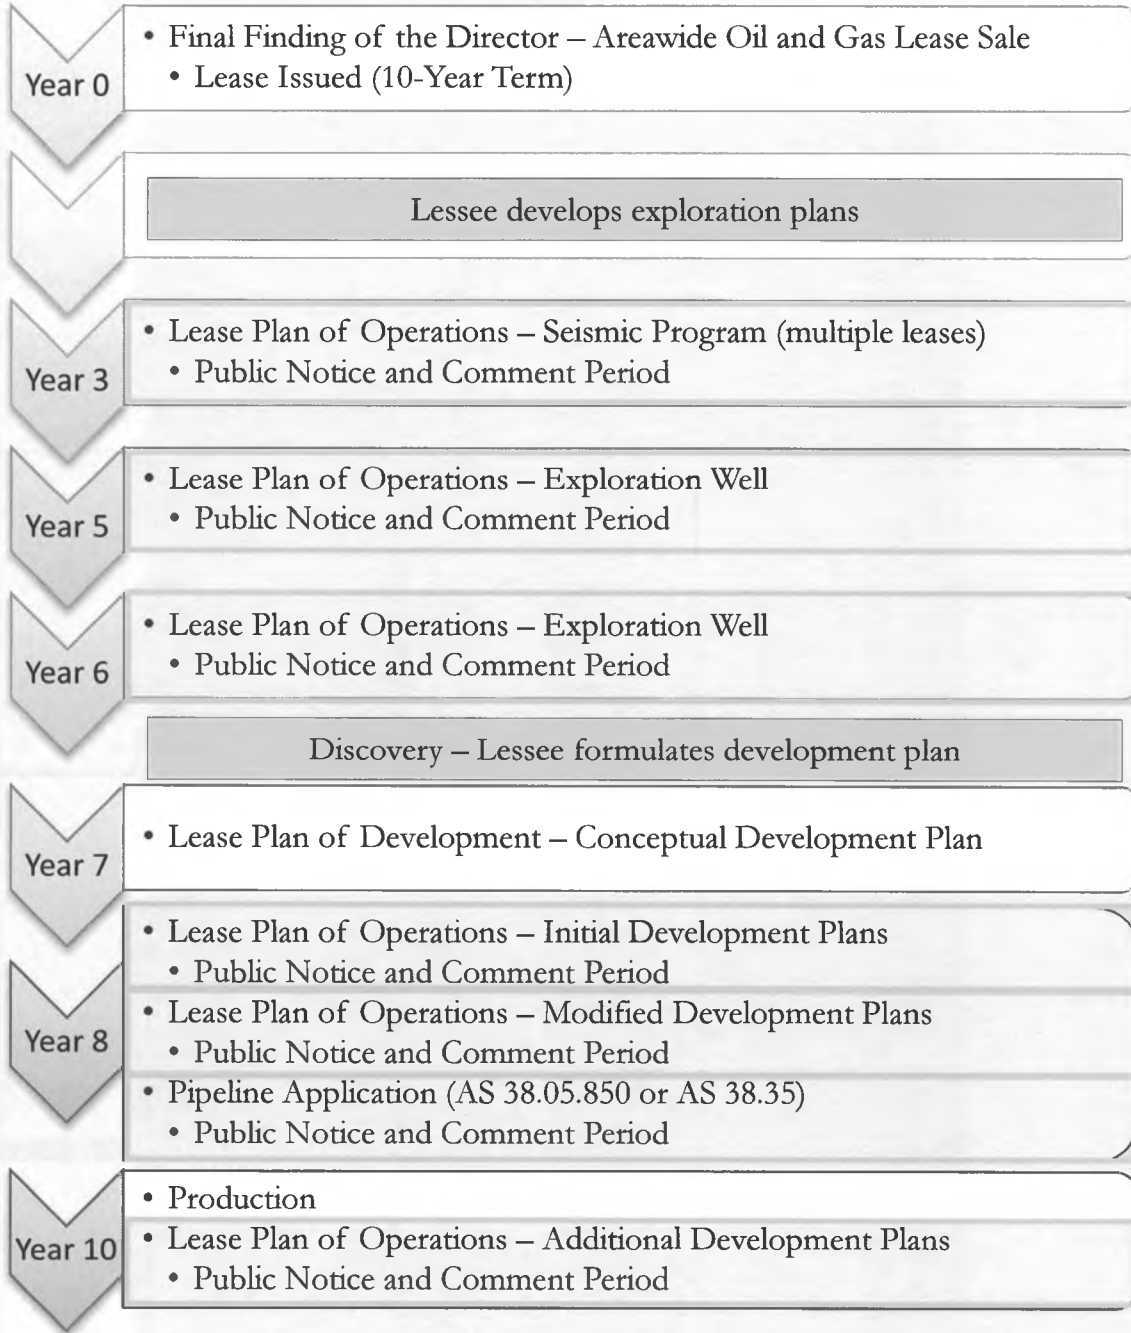 Year 0
• Final Finding of the Director – Areawide Oil and Gas Lease Sale
• Lease Issued (10-Year Term)
Lessee develops exploration plans
Year 3
• Lease Plan of Operations – Seismic Program (multiple leases)
• Public Notice and Comment Period
Year 5
• Lease Plan of Operations – Exploration Well
• Public Notice and Comment Period
Year 6
• Lease Plan of Operations – Exploration Well
• Public Notice and Comment Period
Discovery – Lessee formulates development plan
Year 7
• Lease Plan of Development – Conceptual Development Plan
Year 8
• Lease Plan of Operations – Initial Development Plans
• Public Notice and Comment Period
• Lease Plan of Operations – Modified Development Plans
• Public Notice and Comment Period
• Pipeline Application (AS 38.05.850 or AS 38.35)
• Public Notice and Comment Period
Year 10
• Production
• Lease Plan of Operations – Additional Development Plans
• Public Notice and Comment Period